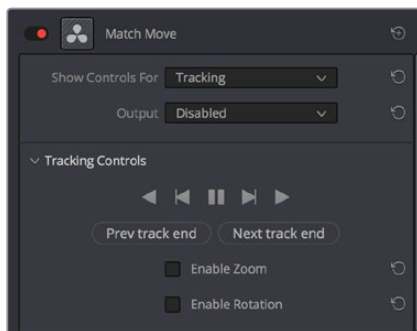 Match Move
Show Controls For Tracking
Output Disabled
Tracking Controls
Prev track end Next track end
Enable Zoom
Enable Rotation